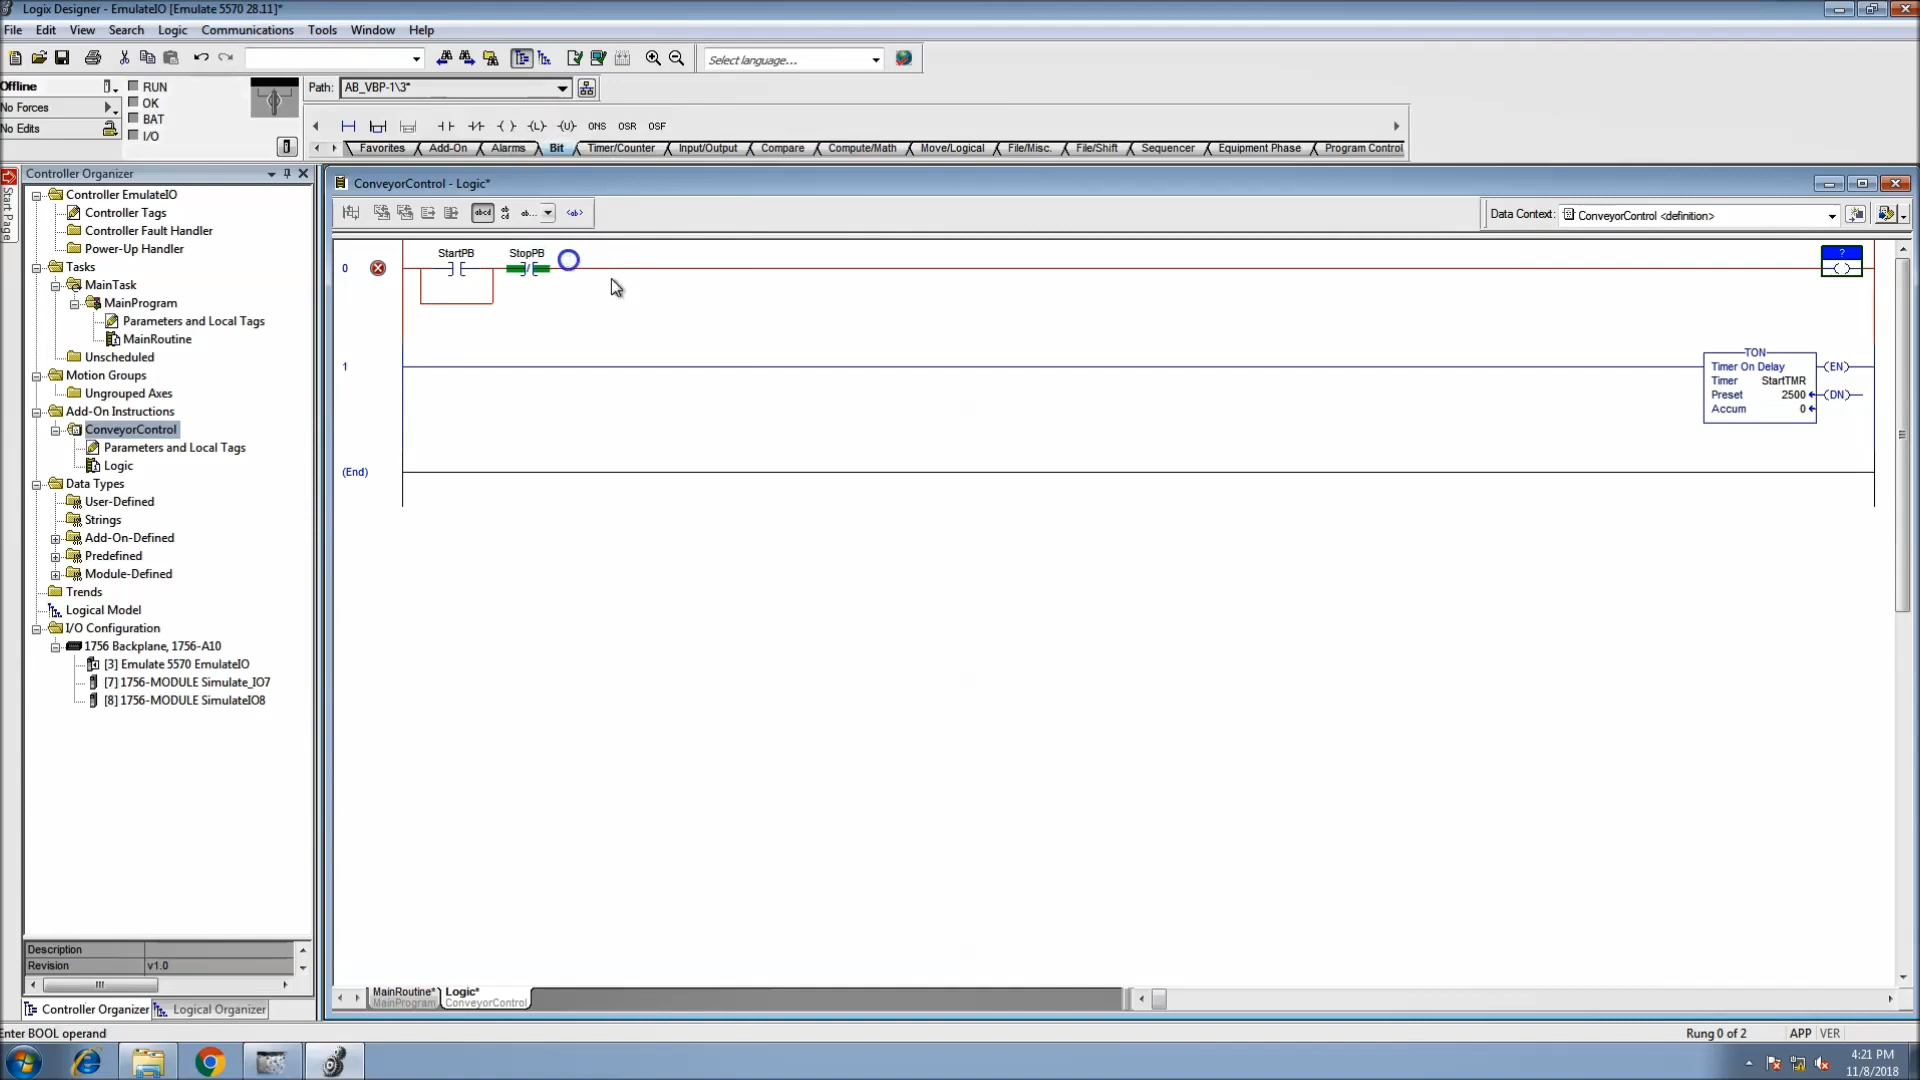 Logix Designer - EmulateIO [Emulate 5570 28.11]*
File Edit View Search Logic Communications Tools Window Help
Select language...
Offline
RUN
Path: AB_VBP-1\3*
No Forces
OK
No Edits
BAT
I/O
ONS OSR OSF
Favorites Add-On Alarms Bit Timer/Counter Input/Output Compare Compute/Math Move/Logical File/Misc. File/Shift Sequencer Equipment Phase Program Control
Start Page
Controller Organizer
Controller EmulateIO
Controller Tags
Controller Fault Handler
Power-Up Handler
Tasks
MainTask
MainProgram
Parameters and Local Tags
MainRoutine
Unscheduled
Motion Groups
Ungrouped Axes
Add-On Instructions
ConveyorControl
Parameters and Local Tags
Logic
Data Types
User-Defined
Strings
Add-On-Defined
Predefined
Module-Defined
Trends
Logical Model
I/O Configuration
1756 Backplane, 1756-A10
[3] Emulate 5570 EmulateIO
[7] 1756-MODULE Simulate_IO7
[8] 1756-MODULE SimulateIO8
Description
Revision v1.0
Controller Organizer Logical Organizer
ConveyorControl - Logic*
abcd ab cd ab... <ab>
Data Context: ConveyorControl <definition>
StartPB StopPB ?
0
1
TON
Timer On Delay EN
Timer StartTMR
Preset 2500 DN
Accum 0
(End)
MainRoutine* Logic*
MainProgram ConveyorControl
Enter BOOL operand
Rung 0 of 2 APP VER
4:21 PM
11/8/2018